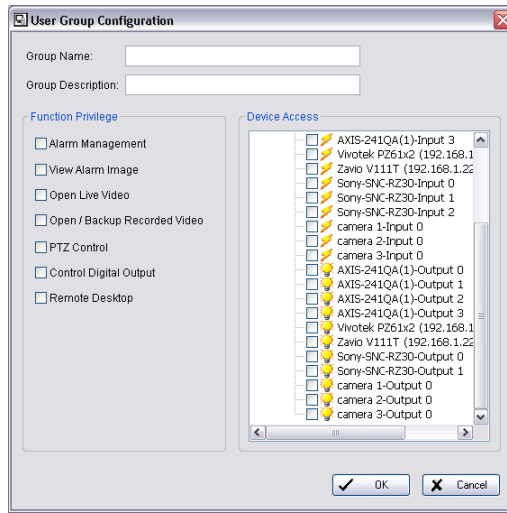 User Group Configuration
Group Name:
Group Description:
Function Privilege
Alarm Management
View Alarm Image
Open Live Video
Open / Backup Recorded Video
PTZ Control
Control Digital Output
Remote Desktop
Device Access
AXIS-241QA(1)-Input 3
Vivotek PZ61x2 (192.168.1
Zavio V111T (192.168.1.22
Sony-SNC-RZ30-Input 0
Sony-SNC-RZ30-Input 1
Sony-SNC-RZ30-Input 2
camera 1-Input 0
camera 2-Input 0
camera 3-Input 0
AXIS-241QA(1)-Output 0
AXIS-241QA(1)-Output 1
AXIS-241QA(1)-Output 2
AXIS-241QA(1)-Output 3
Vivotek PZ61x2 (192.168.1
Zavio V111T (192.168.1.22
Sony-SNC-RZ30-Output 0
Sony-SNC-RZ30-Output 1
camera 1-Output 0
camera 2-Output 0
camera 3-Output 0
OK
Cancel